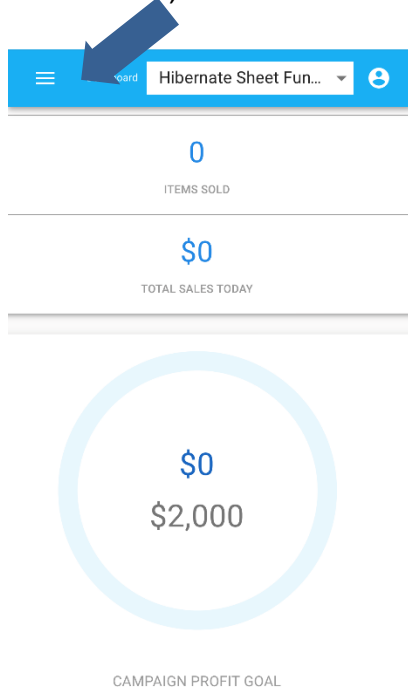 Hibernate Sheet Fun...
0
ITEMS SOLD
$0
TOTAL SALES TODAY
$0
$2,000
CAMPAIGN PROFIT GOAL